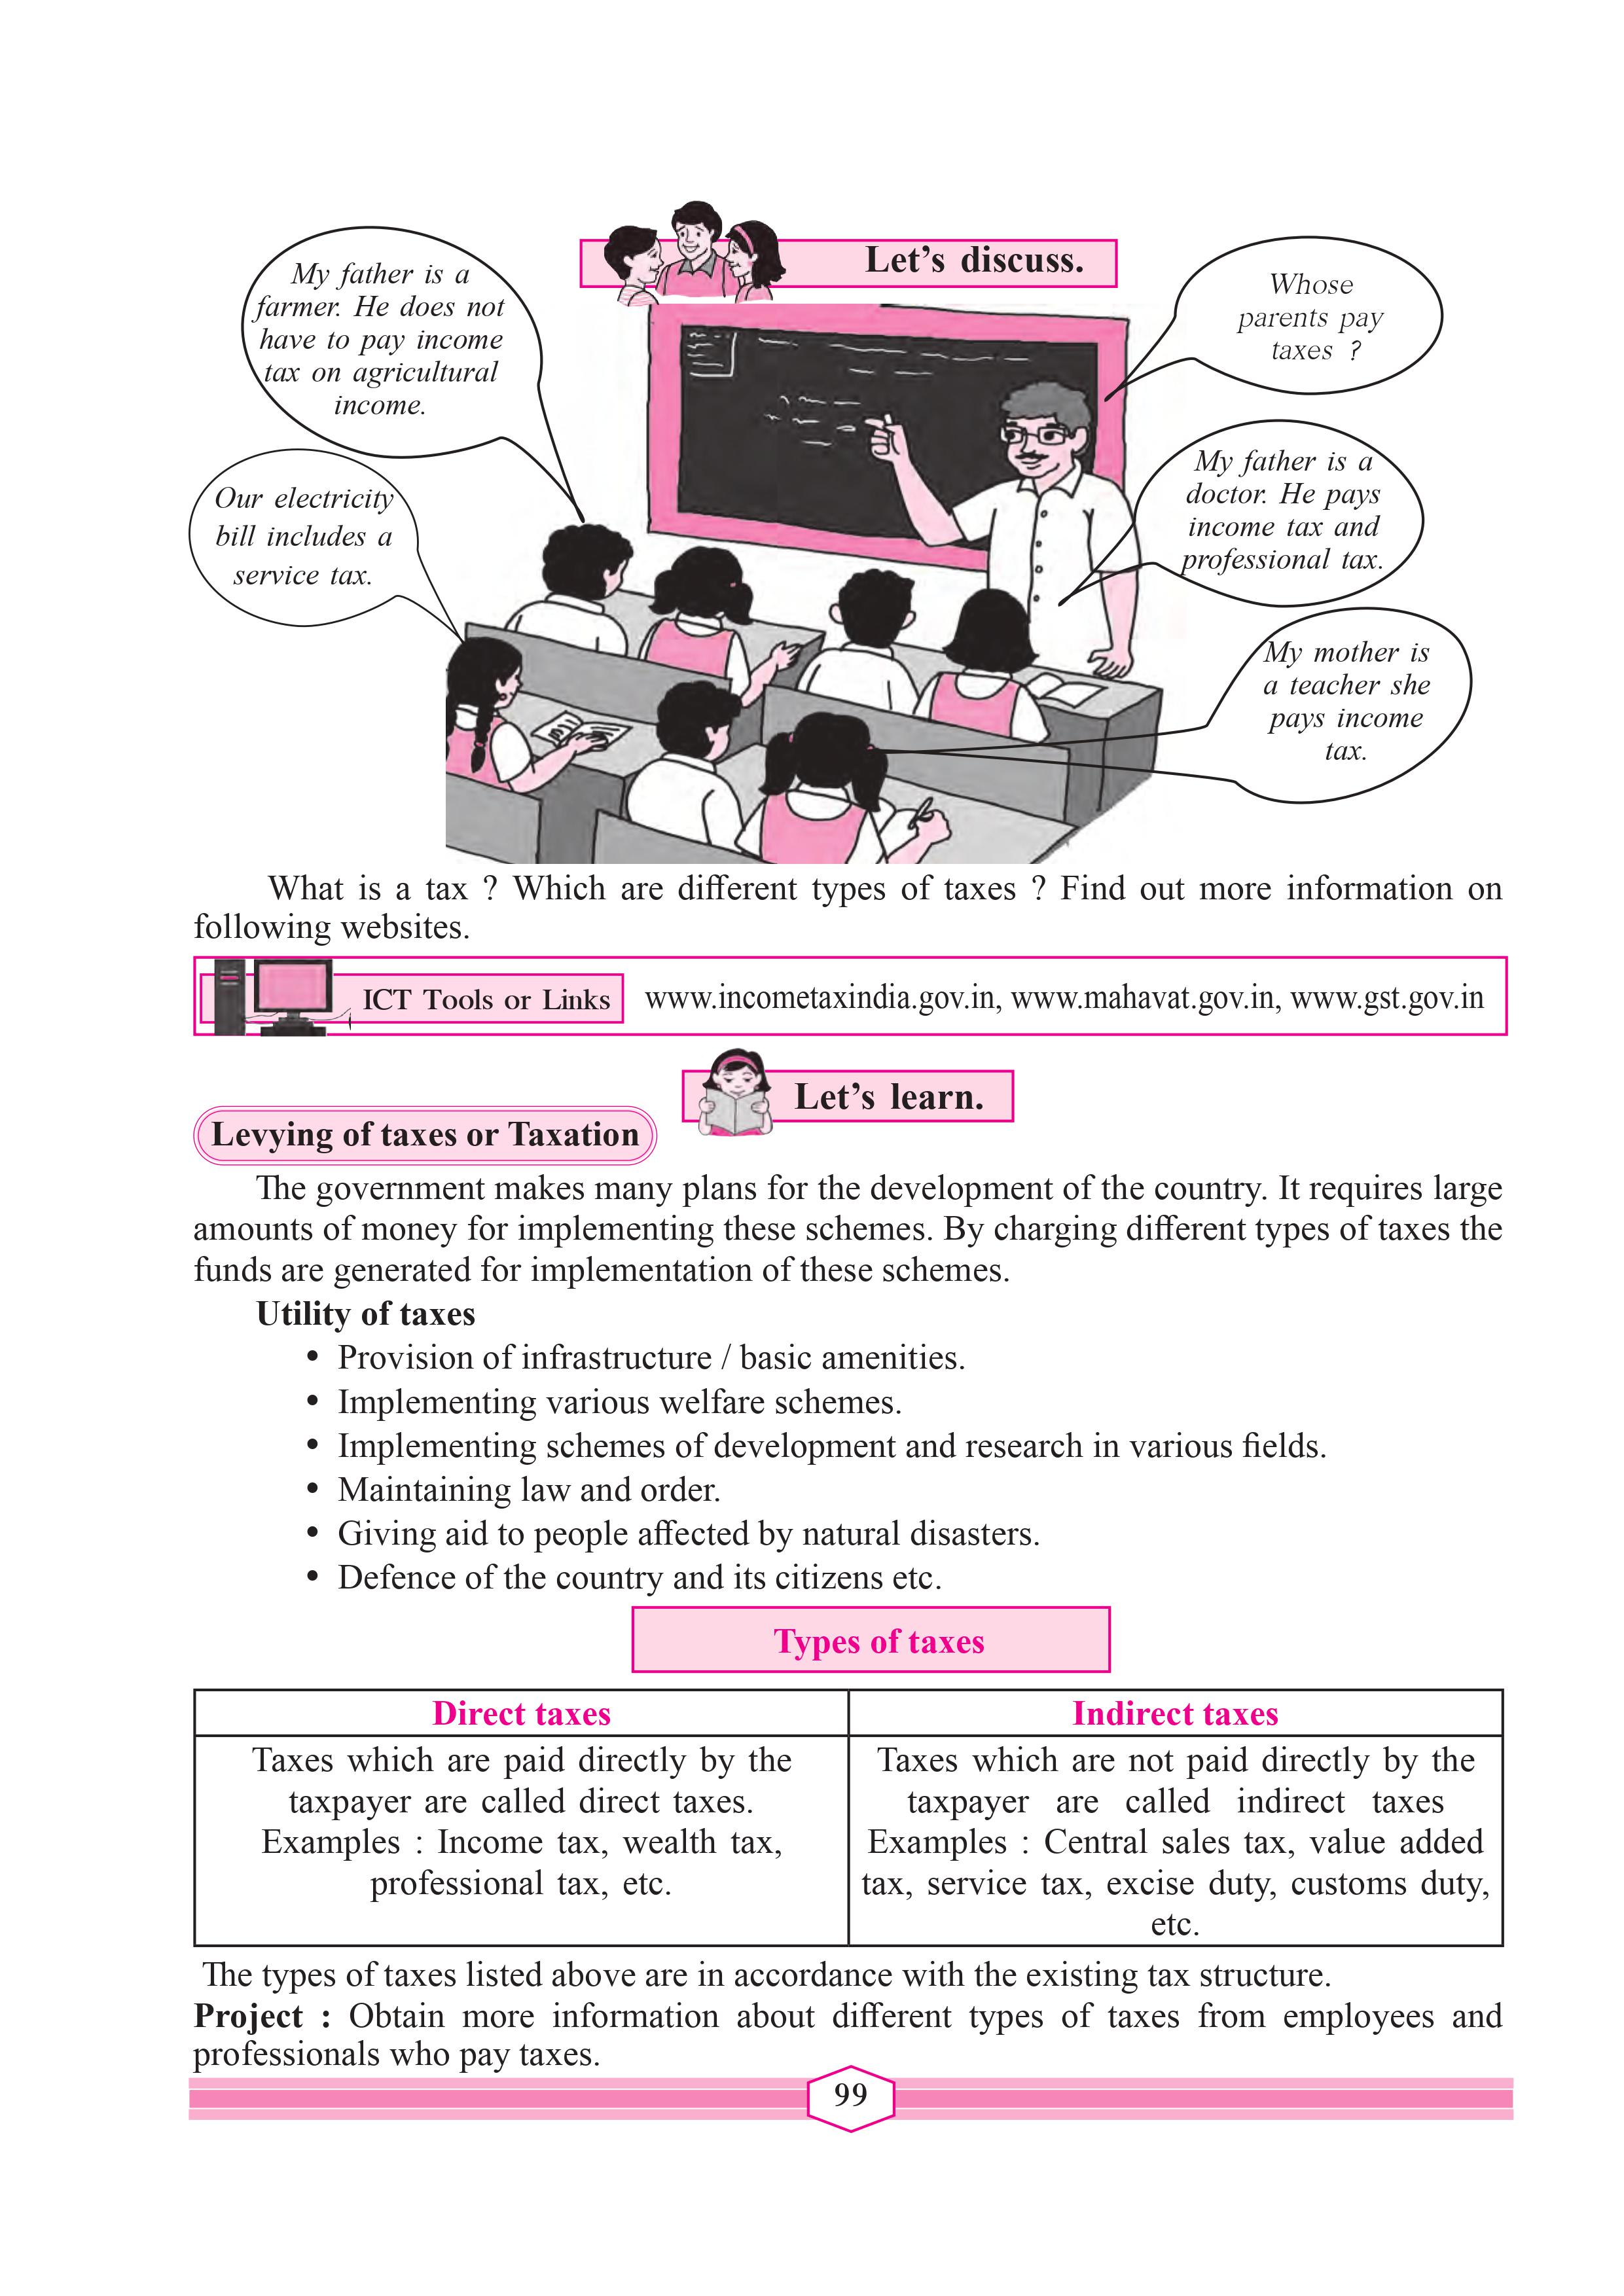 Let’s discuss.
My father is a
farmer. He does not
have to pay income
tax on agricultural
income.
Whose
parents pay
taxes ?
Our electricity
bill includes a
service tax.
My father is a
doctor. He pays
income tax and
professional tax.
My mother is
a teacher she
pays income
tax.
What is a tax ? Which are different types of taxes ? Find out more information on
following websites.
ICT Tools or Links
www.incometaxindia.gov.in, www.mahavat.gov.in, www.gst.gov.in
Let’s learn.
Levying of taxes or Taxation
The government makes many plans for the development of the country. It requires large
amounts of money for implementing these schemes. By charging different types of taxes the
funds are generated for implementation of these schemes.
Utility of taxes
• Provision of infrastructure / basic amenities.
• Implementing various welfare schemes.
• Implementing schemes of development and research in various fields.
• Maintaining law and order.
• Giving aid to people affected by natural disasters.
• Defence of the country and its citizens etc.
Types of taxes
Direct taxes
Taxes which are paid directly by the
taxpayer are called direct taxes.
Examples : Income tax, wealth tax,
professional tax, etc.
Indirect taxes
Taxes which are not paid directly by the
taxpayer are called indirect taxes
Examples : Central sales tax, value added
tax, service tax, excise duty, customs duty,
etc.
The types of taxes listed above are in accordance with the existing tax structure.
Project : Obtain more information about different types of taxes from employees and
professionals who pay taxes.
99